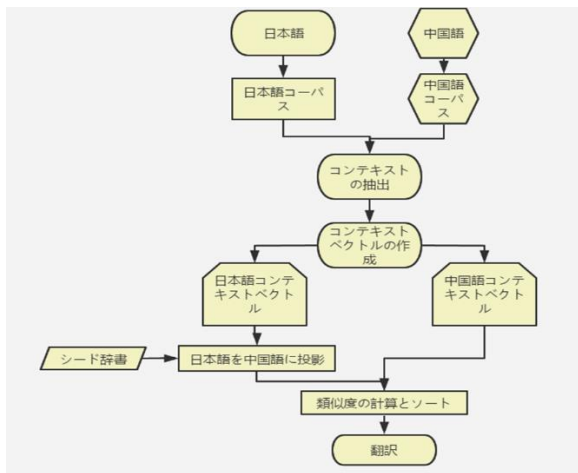 日本語
中国語
日本語コーパ
ス
中国語
コーパ
ス
コンテキスト
の抽出
コンテキスト
ベクトルの作
成
日本語コンテ
キストベクト
ル
中国語コンテ
キストベクト
ル
シード辞書
日本語を中国語に投影
類似度の計算とソート
翻訳